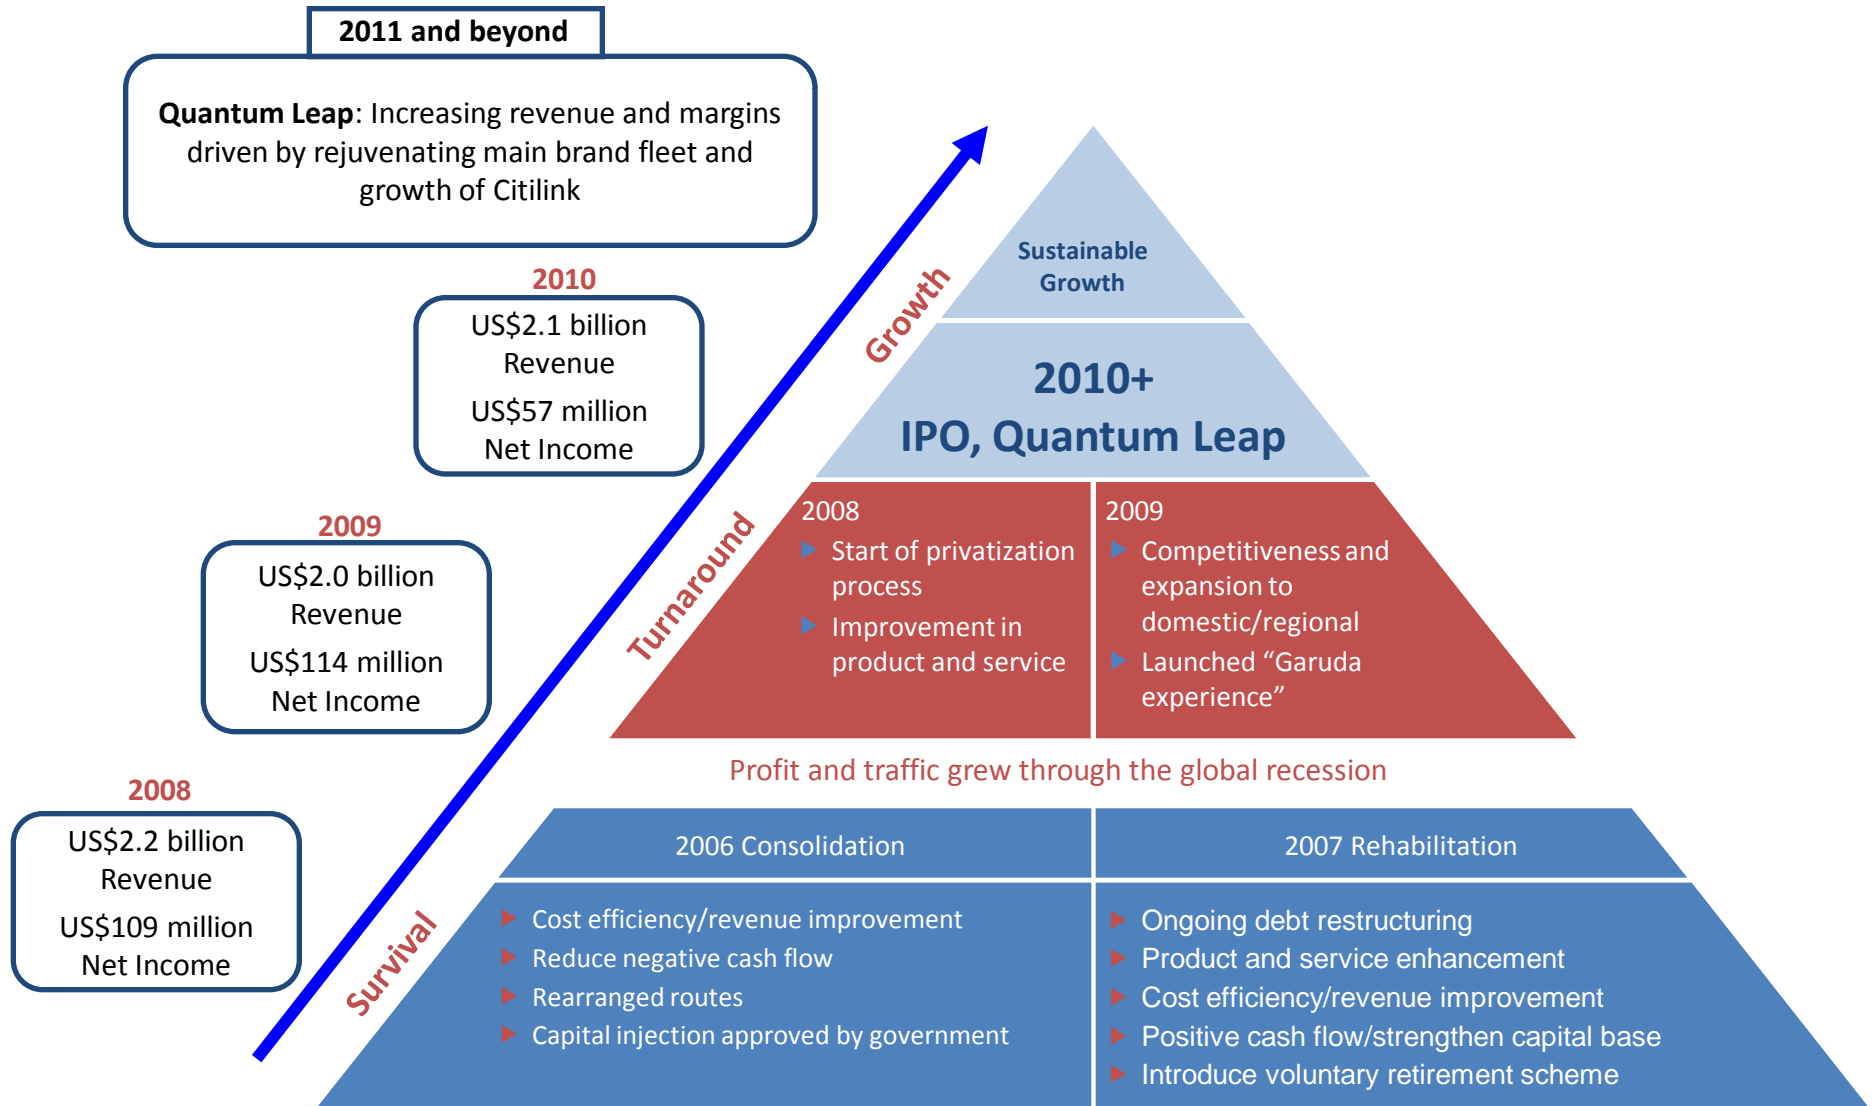 2011 and beyond
Quantum Leap: Increasing revenue and margins
driven by rejuvenating main brand fleet and
growth of Citilink
2010
US$2.1 billion
Revenue
US$57 million
Net Income
2009
US$2.0 billion
Revenue
US$114 million
Net Income
2008
US$2.2 billion
Revenue
US$109 million
Net Income
Growth
Turnaround
Survival
Sustainable
Growth
2010+
IPO, Quantum Leap
2008
Start of privatization
process
Improvement in
product and service
2009
Competitiveness and
expansion to
domestic/regional
Launched “Garuda
experience”
Profit and traffic grew through the global recession
2006 Consolidation
Cost efficiency/revenue improvement
Reduce negative cash flow
Rearranged routes
Capital injection approved by government
2007 Rehabilitation
Ongoing debt restructuring
Product and service enhancement
Cost efficiency/revenue improvement
Positive cash flow/strengthen capital base
Introduce voluntary retirement scheme